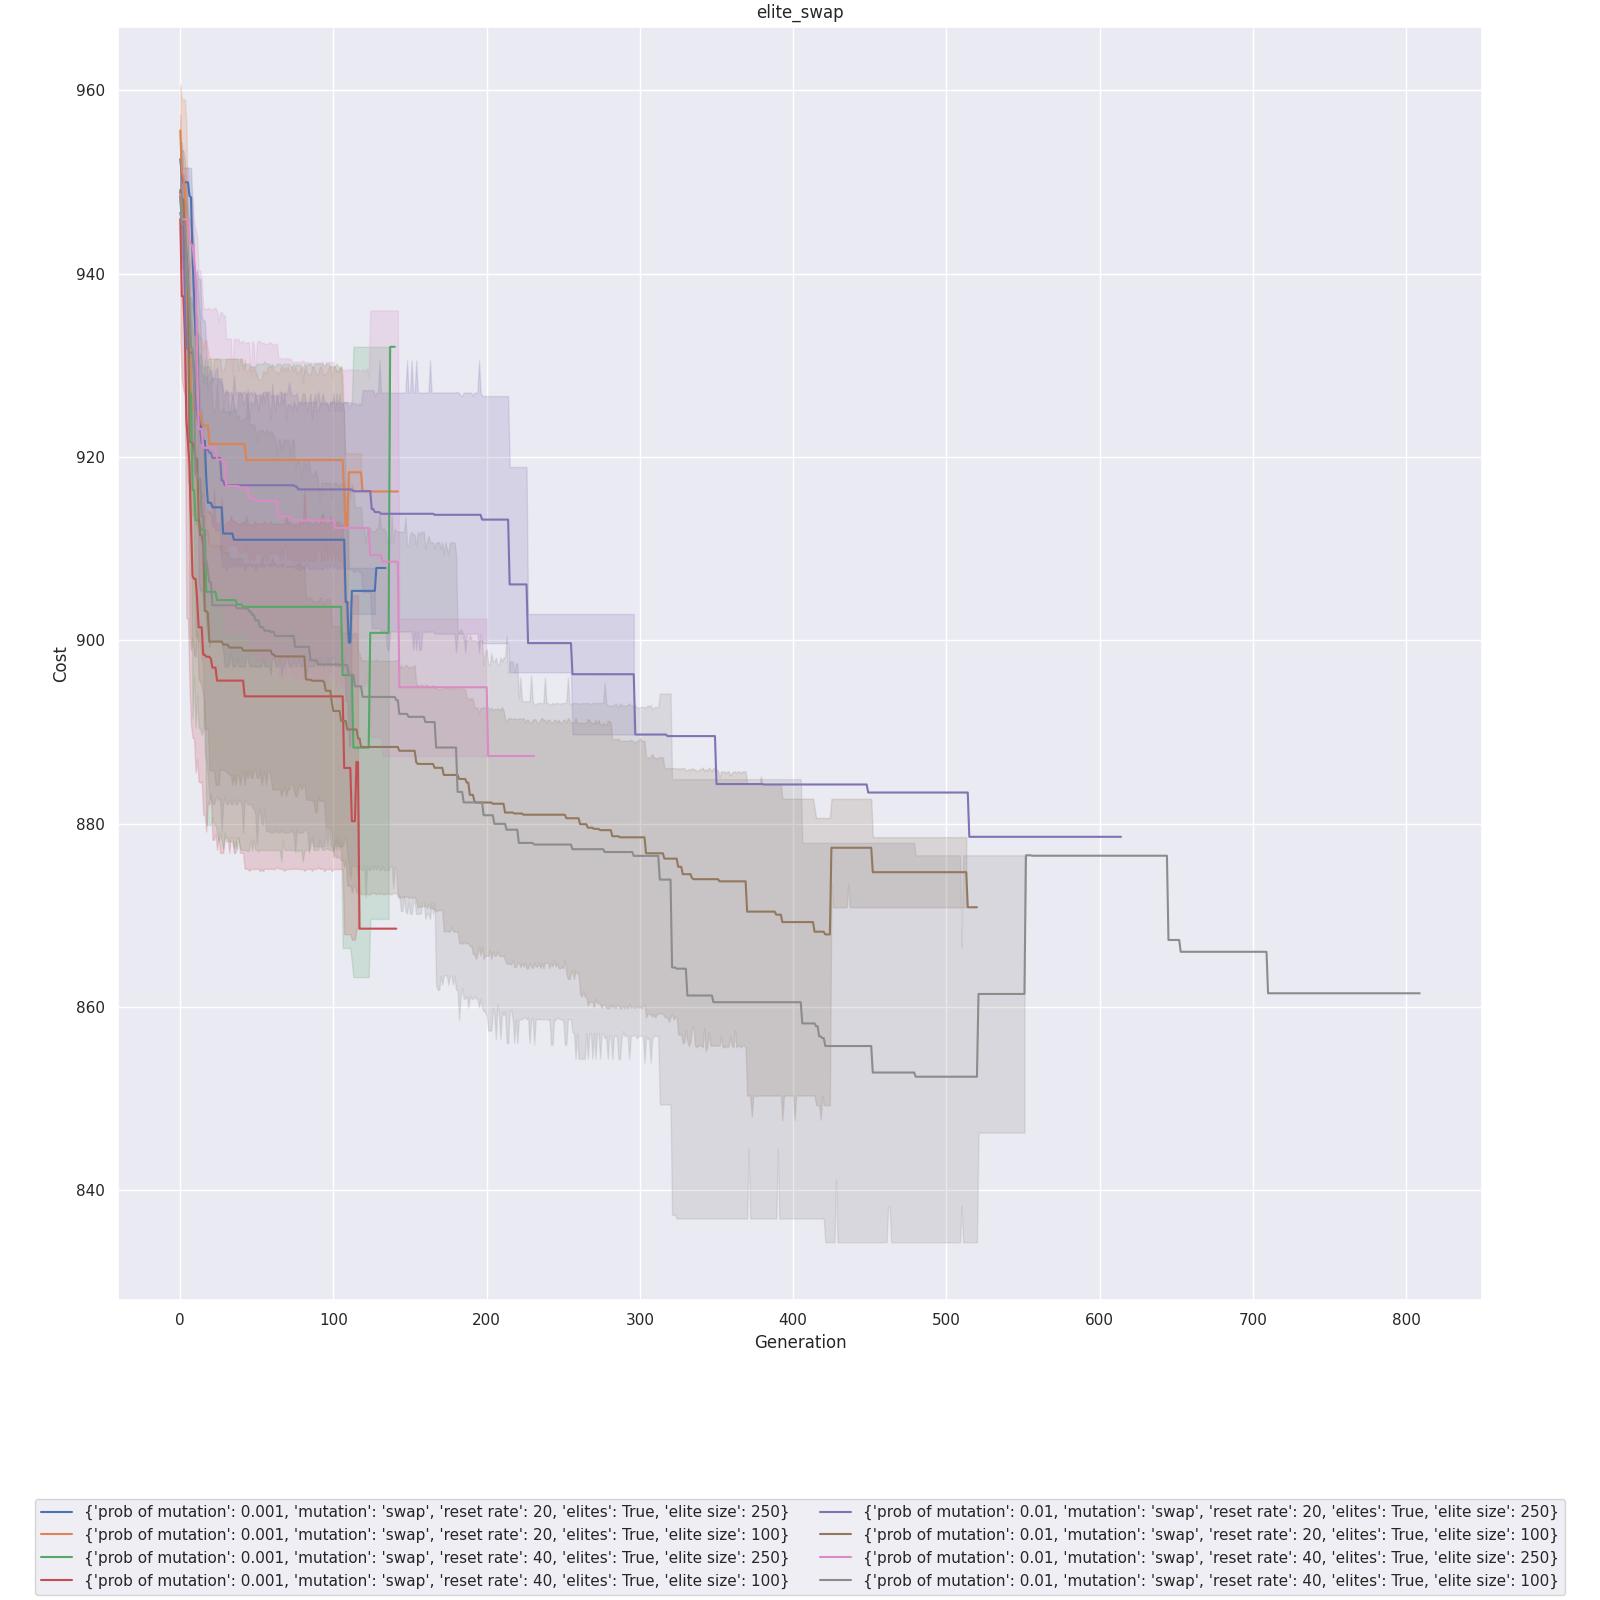 elite_swap
960
940
920
900
880
860
840
Cost
0 100 200 300 400 500 600 700 800
Generation
{'prob of mutation': 0.001, 'mutation': 'swap', 'reset rate': 20, 'elites': True, 'elite size': 250}
{'prob of mutation': 0.001, 'mutation': 'swap', 'reset rate': 20, 'elites': True, 'elite size': 100}
{'prob of mutation': 0.001, 'mutation': 'swap', 'reset rate': 40, 'elites': True, 'elite size': 250}
{'prob of mutation': 0.001, 'mutation': 'swap', 'reset rate': 40, 'elites': True, 'elite size': 100}
{'prob of mutation': 0.01, 'mutation': 'swap', 'reset rate': 20, 'elites': True, 'elite size': 250}
{'prob of mutation': 0.01, 'mutation': 'swap', 'reset rate': 20, 'elites': True, 'elite size': 100}
{'prob of mutation': 0.01, 'mutation': 'swap', 'reset rate': 40, 'elites': True, 'elite size': 250}
{'prob of mutation': 0.01, 'mutation': 'swap', 'reset rate': 40, 'elites': True, 'elite size': 100}